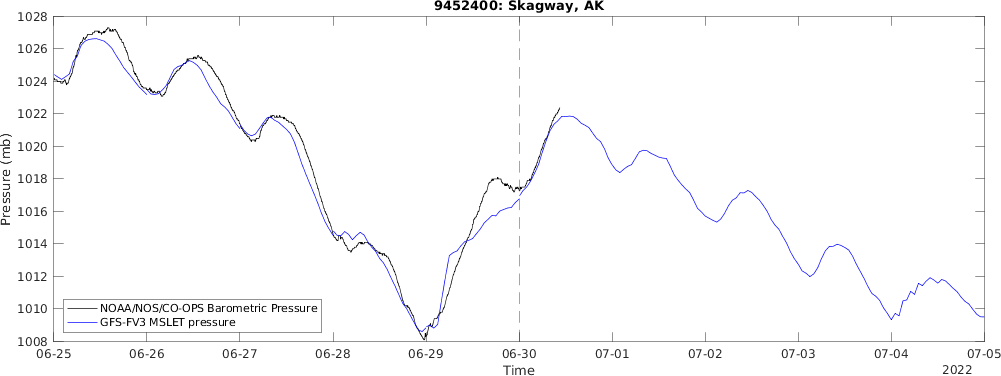 9452400: Skagway, AK
Pressure (mb)
1028
1026
1024
1022
1020
1018
1016
1014
1012
1010
1008
NOAA/NOS/CO-OPS Barometric Pressure
GFS-FV3 MSLET pressure
06-25 06-26 06-27 06-28 06-29 06-30 07-01 07-02 07-03 07-04 07-05
Time
2022